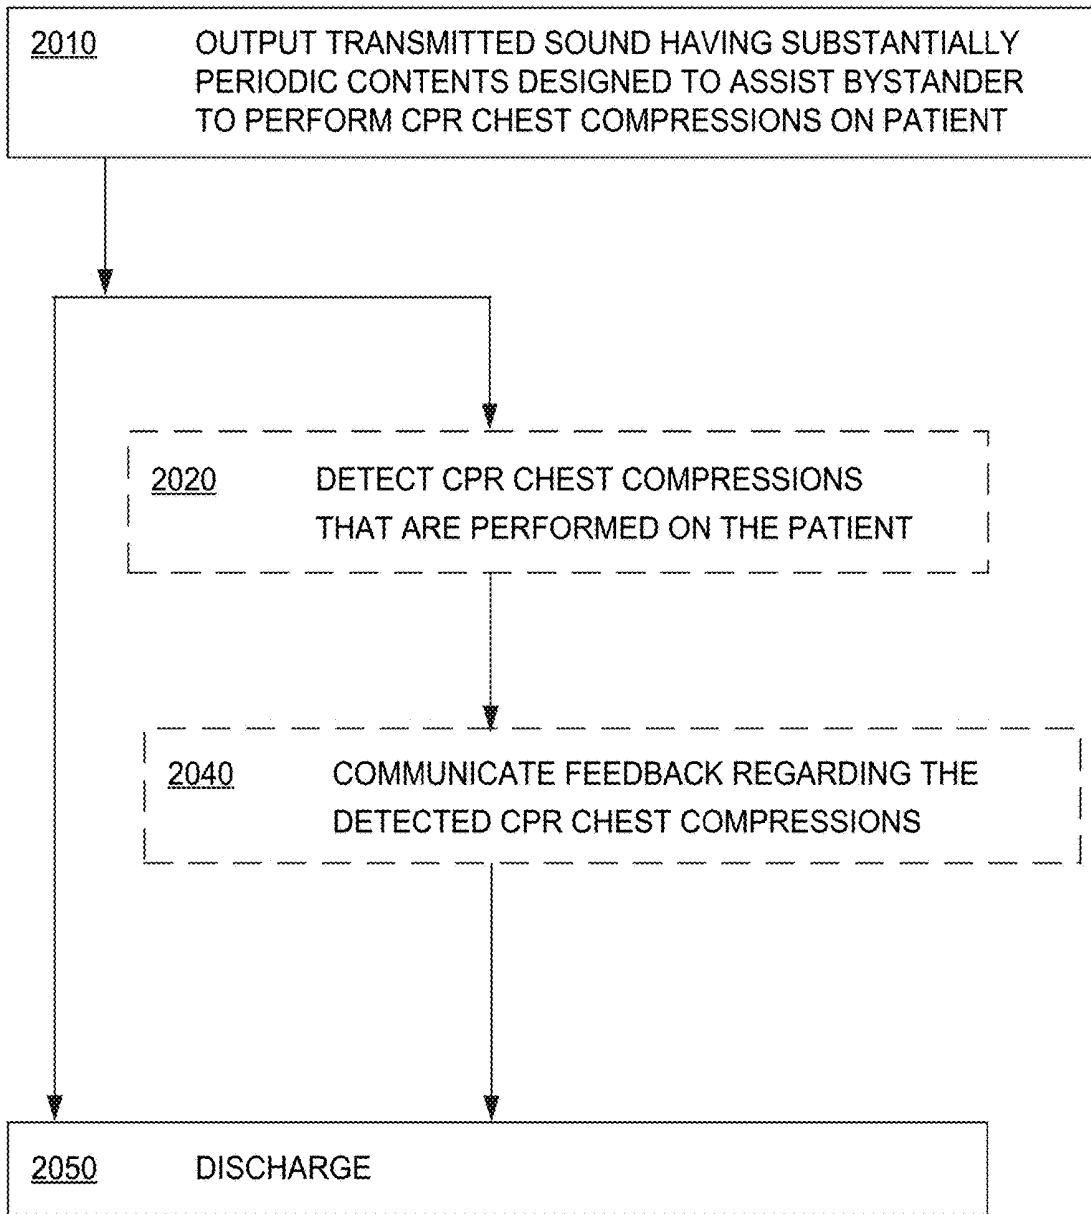 2010 OUTPUT TRANSMITTED SOUND HAVING SUBSTANTIALLY
PERIODIC CONTENTS DESIGNED TO ASSIST BYSTANDER
TO PERFORM CPR CHEST COMPRESSIONS ON PATIENT
2020 DETECT CPR CHEST COMPRESSIONS
THAT ARE PERFORMED ON THE PATIENT
2040 COMMUNICATE FEEDBACK REGARDING THE
DETECTED CPR CHEST COMPRESSIONS
2050 DISCHARGE